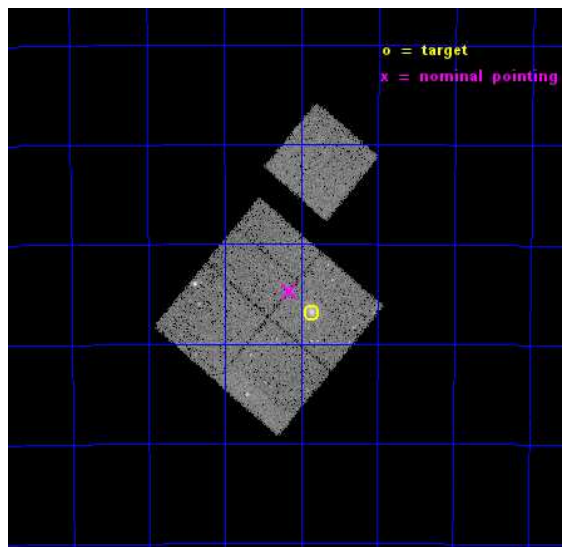 o = target
x = nominal pointing